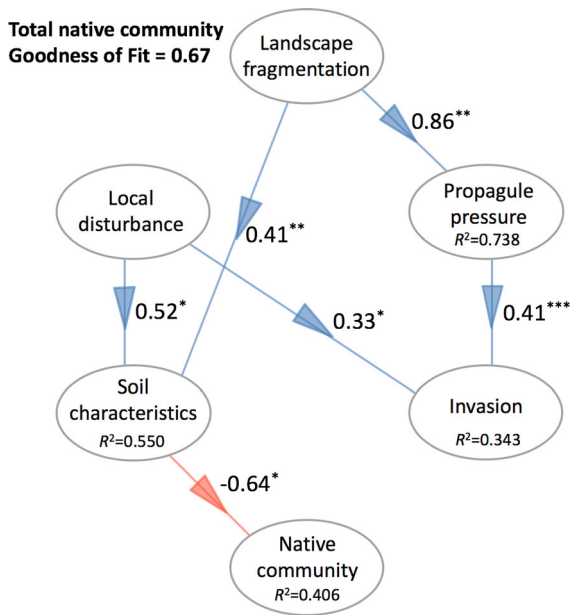 Total native community
Goodness of Fit = 0.67
Landscape
fragmentation
0.86**
Local
disturbance
Propagule
pressure
R²=0.738
0.41**
0.52*
0.33*
0.41***
Soil
characteristics
R²=0.550
Invasion
R²=0.343
-0.64*
Native
community
R²=0.406